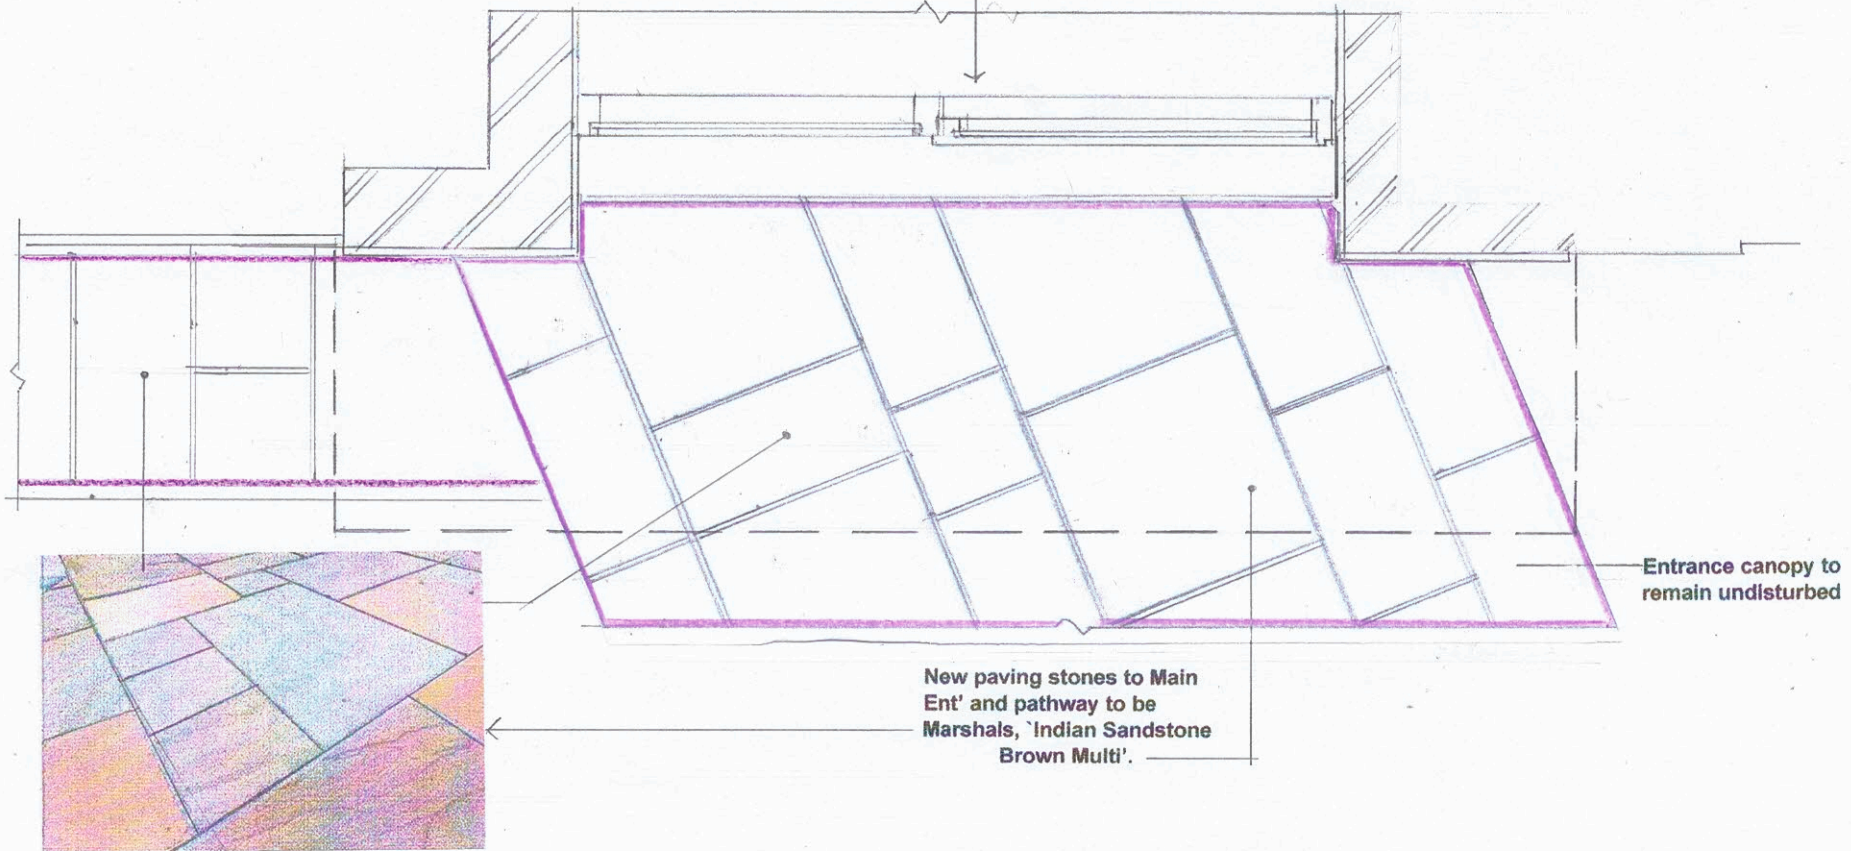 Entrance canopy to
remain undisturbed
New paving stones to Main
Ent' and pathway to be
Marshals, `Indian Sandstone
Brown Multi'.